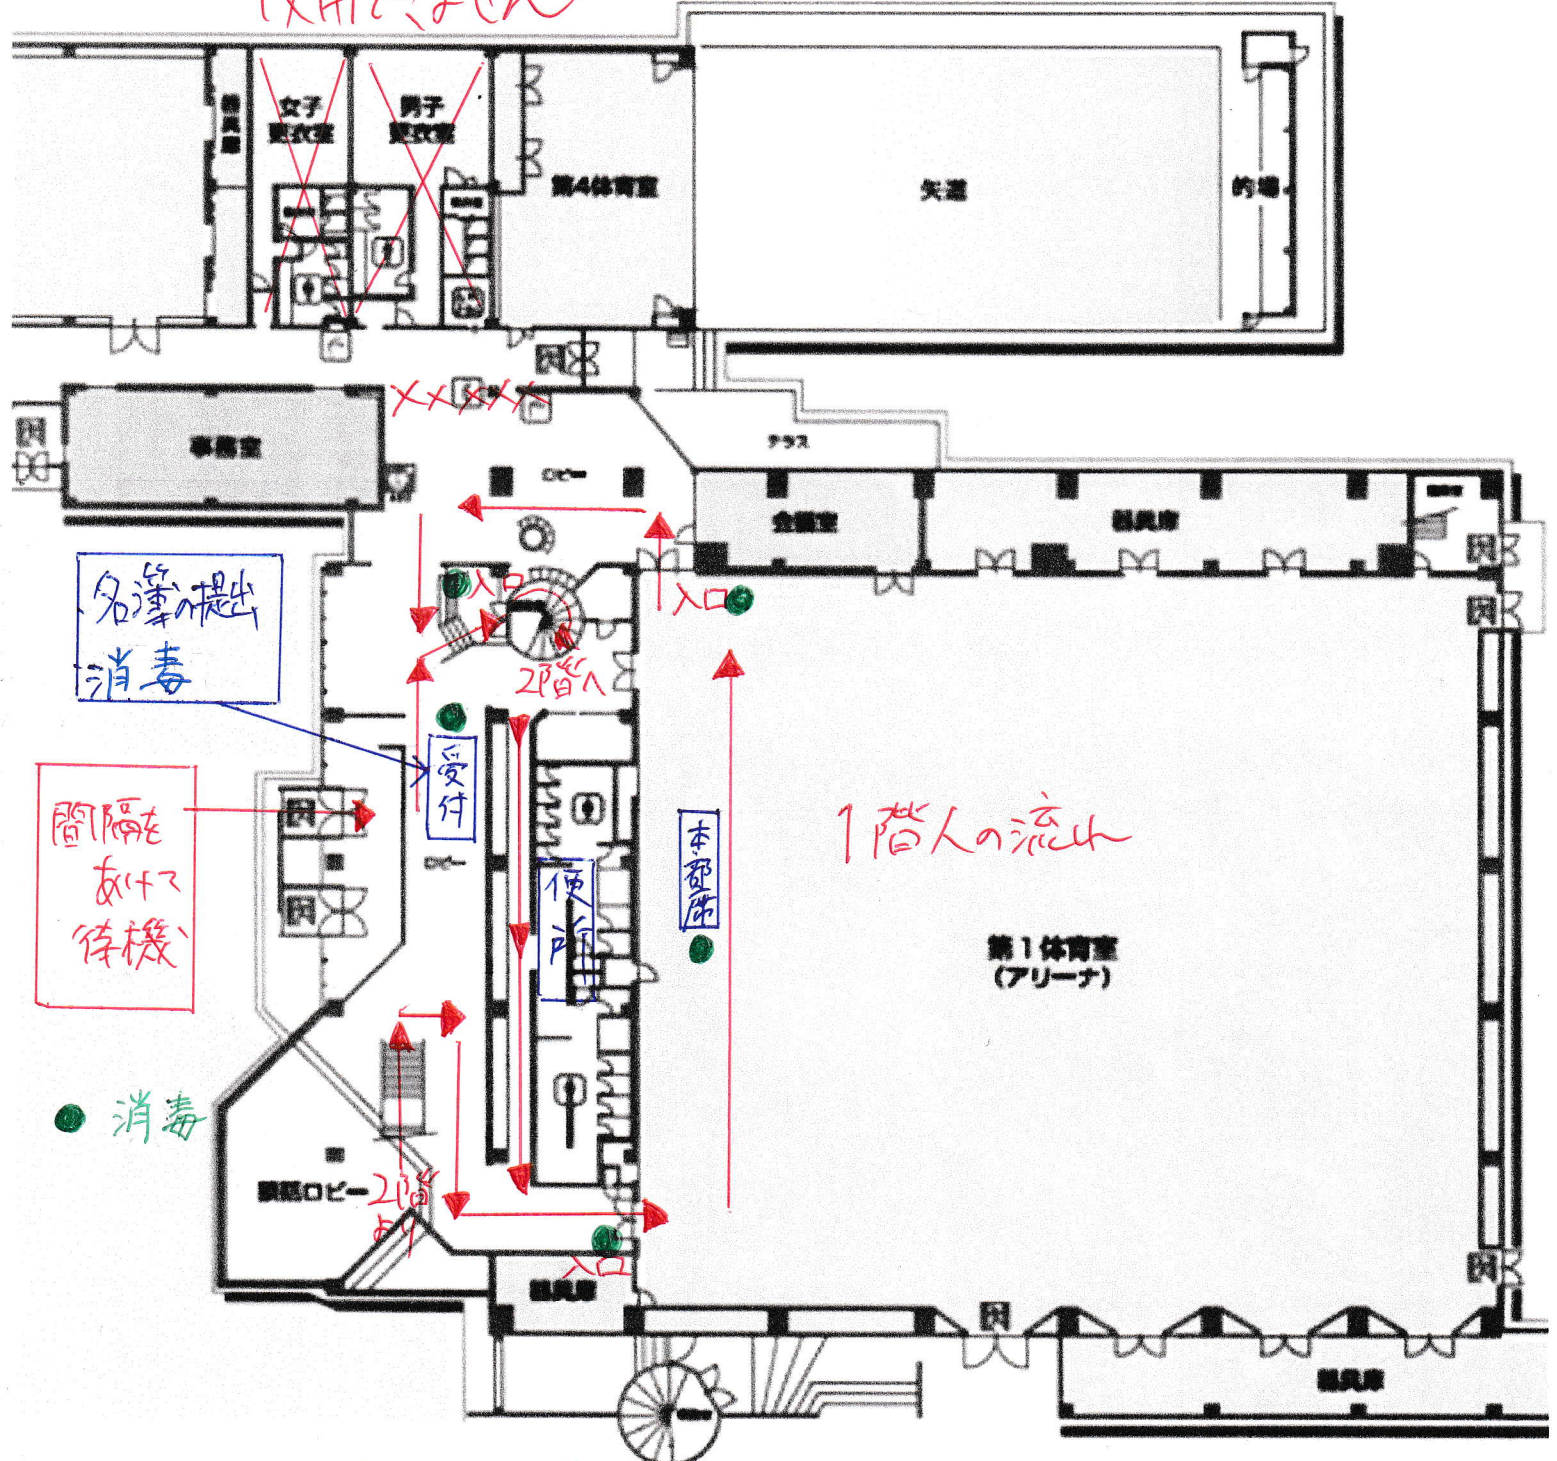 使用できません
女子
更衣室
男子
更衣室
器具庫
第4体育室
矢道
的場
事務室
テラス
ロビー
会議室
器具庫
名簿の提出
消毒
入口
入口
2階へ
受付
間隔を
あけて
待機
ロビー
便所
本部席
1階人の流れ
第1体育室
(アリーナ)
消毒
2階
より
入口
器具庫
器具庫